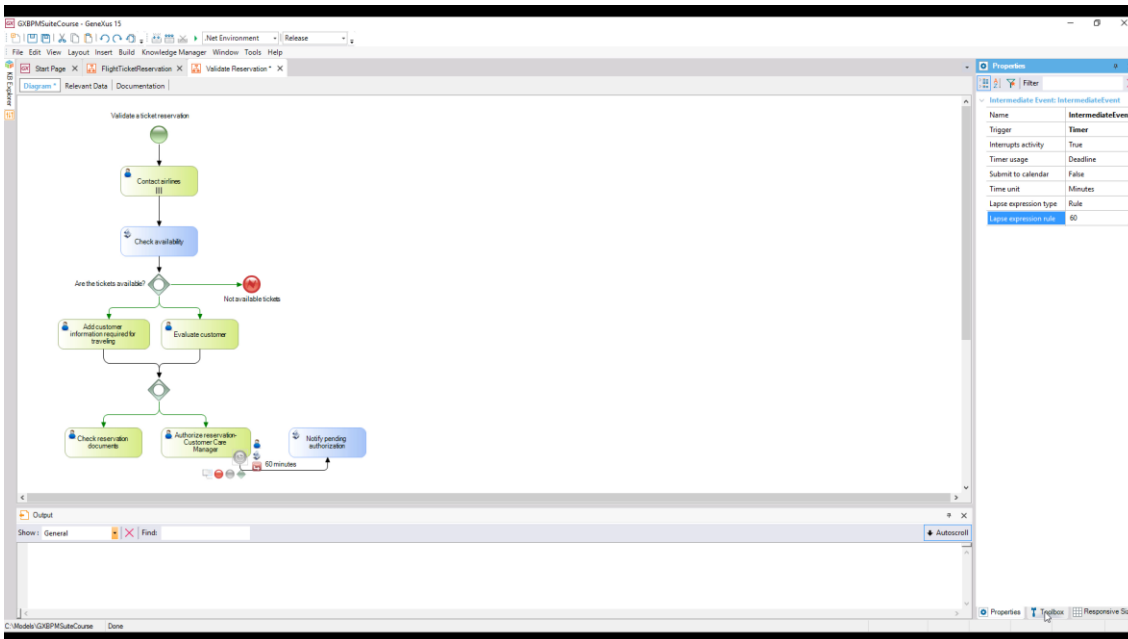 GXBPMSuiteCourse - GeneXus 15
.Net Environment Release
File Edit View Layout Insert Build Knowledge Manager Window Tools Help
Start Page X FlightTicketReservation X Validate Reservation * X
Diagram * Relevant Data Documentation
KB Explorer
Validate a ticket reservation
Contact airlines
Check availability
Are the tickets available?
Not available tickets
Add customer
information required for
traveling
Evaluate customer
Check reservation
documents
Authorize reservation-
Customer Care
Manager
Notify pending
authorization
60 minutes
Properties
Filter
Intermediate Event: IntermediateEvent
Name IntermediateEven
Trigger Timer
Interrupts activity True
Timer usage Deadline
Submit to calendar False
Time unit Minutes
Lapse expression type Rule
Lapse expression rule 60
Output
Show: General Find: Autoscroll
Properties Toolbox Responsive Siz
C:\Models\GXBPMSuiteCourse Done